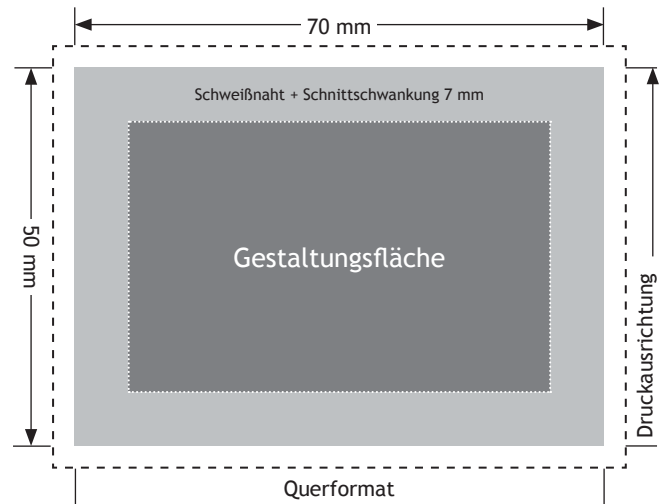 70 mm
Schweißnaht + Schnittschwankung 7 mm
50 mm
Gestaltungsfläche
Druckausrichtung
Querformat